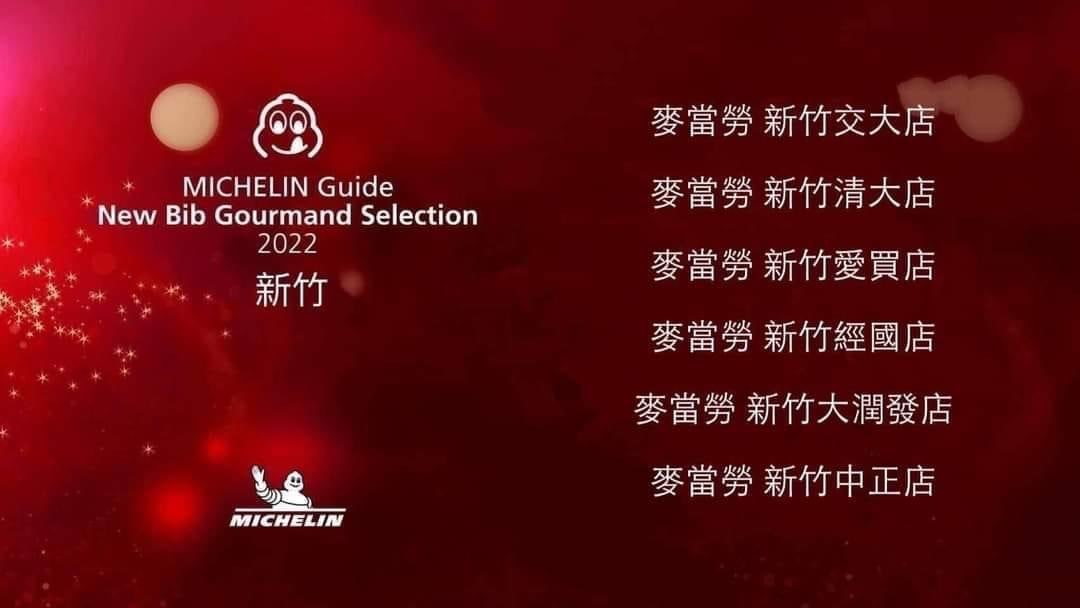 MICHELIN Guide
New Bib Gourmand Selection
2022
新竹
MICHELIN
麥當勞 新竹交大店
麥當勞 新竹清大店
麥當勞 新竹愛買店
麥當勞 新竹經國店
麥當勞 新竹大潤發店
麥當勞 新竹中正店